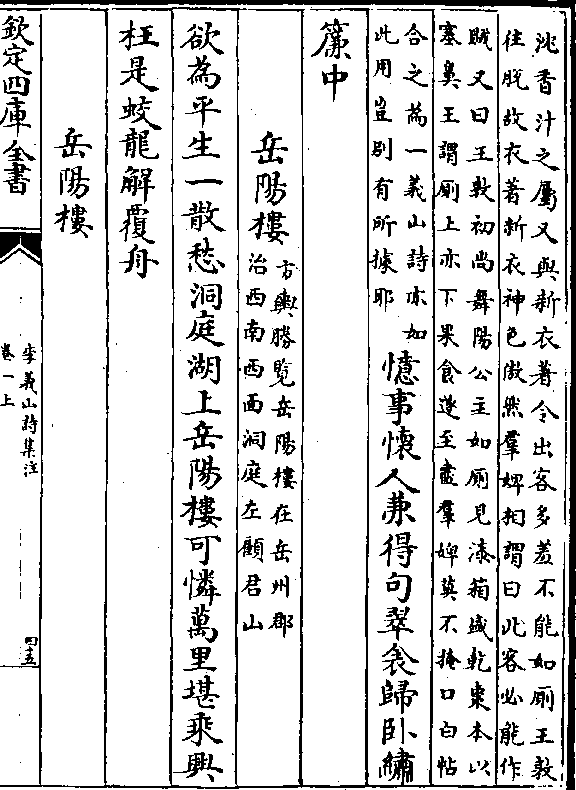 沈香汁之屬又與新衣著令出客多羞不能如厠王敦
往脫故衣著新衣神色傲然羣婢相謂曰此客必能作
賊又曰王敦初尚舞陽公主如厠見漆箱盛乾棗本以
塞鼻王謂厠上亦下果食遂至盡羣婢莫不掩口白帖
合之為一義山詩亦如
此用豈别有所據耶
憶事懷人兼得句翠衾歸卧繡
簾中
岳陽樓
方輿勝覽岳陽樓在岳州郡
治西南西面洞庭左顧君山
欲為平生一散愁洞庭湖上岳陽樓可憐萬里堪乘興
枉是蛟龍解覆舟
岳陽樓
欽定四庫全書
李義山詩集注
卷一上
四五